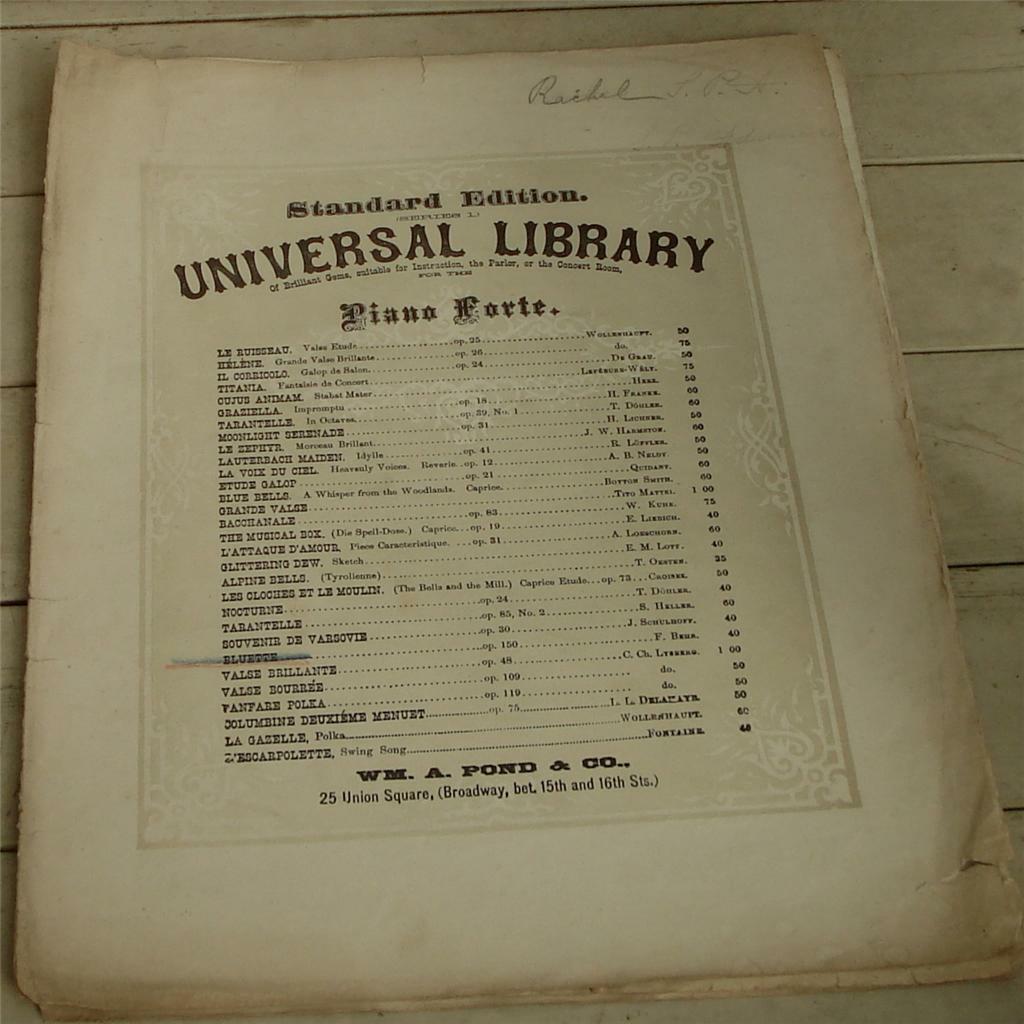 Rachel S. P. A.
Standard Edition.
(SERIES 1.)
UNIVERSAL LIBRARY
Of Brilliant Gems, suitable for Instruction, the Parlor, or the Concert Room,
FOR THE
Piano Forte.
LE RUISSEAU. Valse Etude op. 25 WOLLENHAUPT. 50
HÉLÈNE. Grande Valse Brillante op. 26 do. 75
IL CORRICOLO. Galop de Salon op. 24 DE GRAU. 50
TITANIA. Fantaisie de Concert LEFÉBURE-WÉLY. 75
CUJUS ANIMAM. Stabat Mater HERZ. 50
GRAZIELLA. Impromptu op. 18 H. FRANKE. 60
TARANTELLE. In Octaves op. 39, No. 1 T. DÖHLER. 60
MOONLIGHT SERENADE op. 31 H. LICHNER. 50
LE ZEPHYR. Morceau Brillant J. W. HARMSTON. 60
LAUTERBACH MAIDEN. Idylle op. 41 R. LÖFFLER. 50
LA VOIX DU CIEL. Heavenly Voices. Reverie op. 12 A. B. NELDY. 50
ETUDE GALOP op. 21 QUIDANT. 60
BLUE BELLS. A Whisper from the Woodlands. Caprice BOYTON SMITH. 60
GRANDE VALSE TITO MATTEI. 1 00
BACCHANALE op. 83 W. KUHE. 75
THE MUSICAL BOX. (Die Spell-Dose.) Caprice op. 19 E. LIEBICH. 40
L'ATTAQUE D'AMOUR. Piece Caracteristique. op. 31 A. LOESCHORN. 60
GLITTERING DEW. Sketch E. M. LOTT. 40
ALPINE BELLS. (Tyrolienne) T. OESTEN. 35
LES CLOCHES ET LE MOULIN. (The Bells and the Mill.) Caprice Etude op. 73 CROISEZ. 50
NOCTURNE op. 24 T. DÖHLER. 40
TARANTELLE op. 85, No. 2 S. HELLER. 60
SOUVENIR DE VARSOVIE op. 30 J. SCHULHOFF. 40
BLUETTE op. 150 F. BEHR. 40
VALSE BRILLANTE op. 48 C. CH. LYSBERG. 1 00
VALSE BOURRÉE op. 109 do. 50
FANFARE POLKA op. 119 do. 50
COLUMBINE DEUXIÉME MENUET op. 75 L. L. DELAHAYE. 50
LA GAZELLE, Polka WOLLENHAUPT. 60
L'ESCARPOLETTE, Swing Song FONTAINE. 40
WM. A. POND & CO.,
25 Union Square, (Broadway, bet. 15th and 16th Sts.)